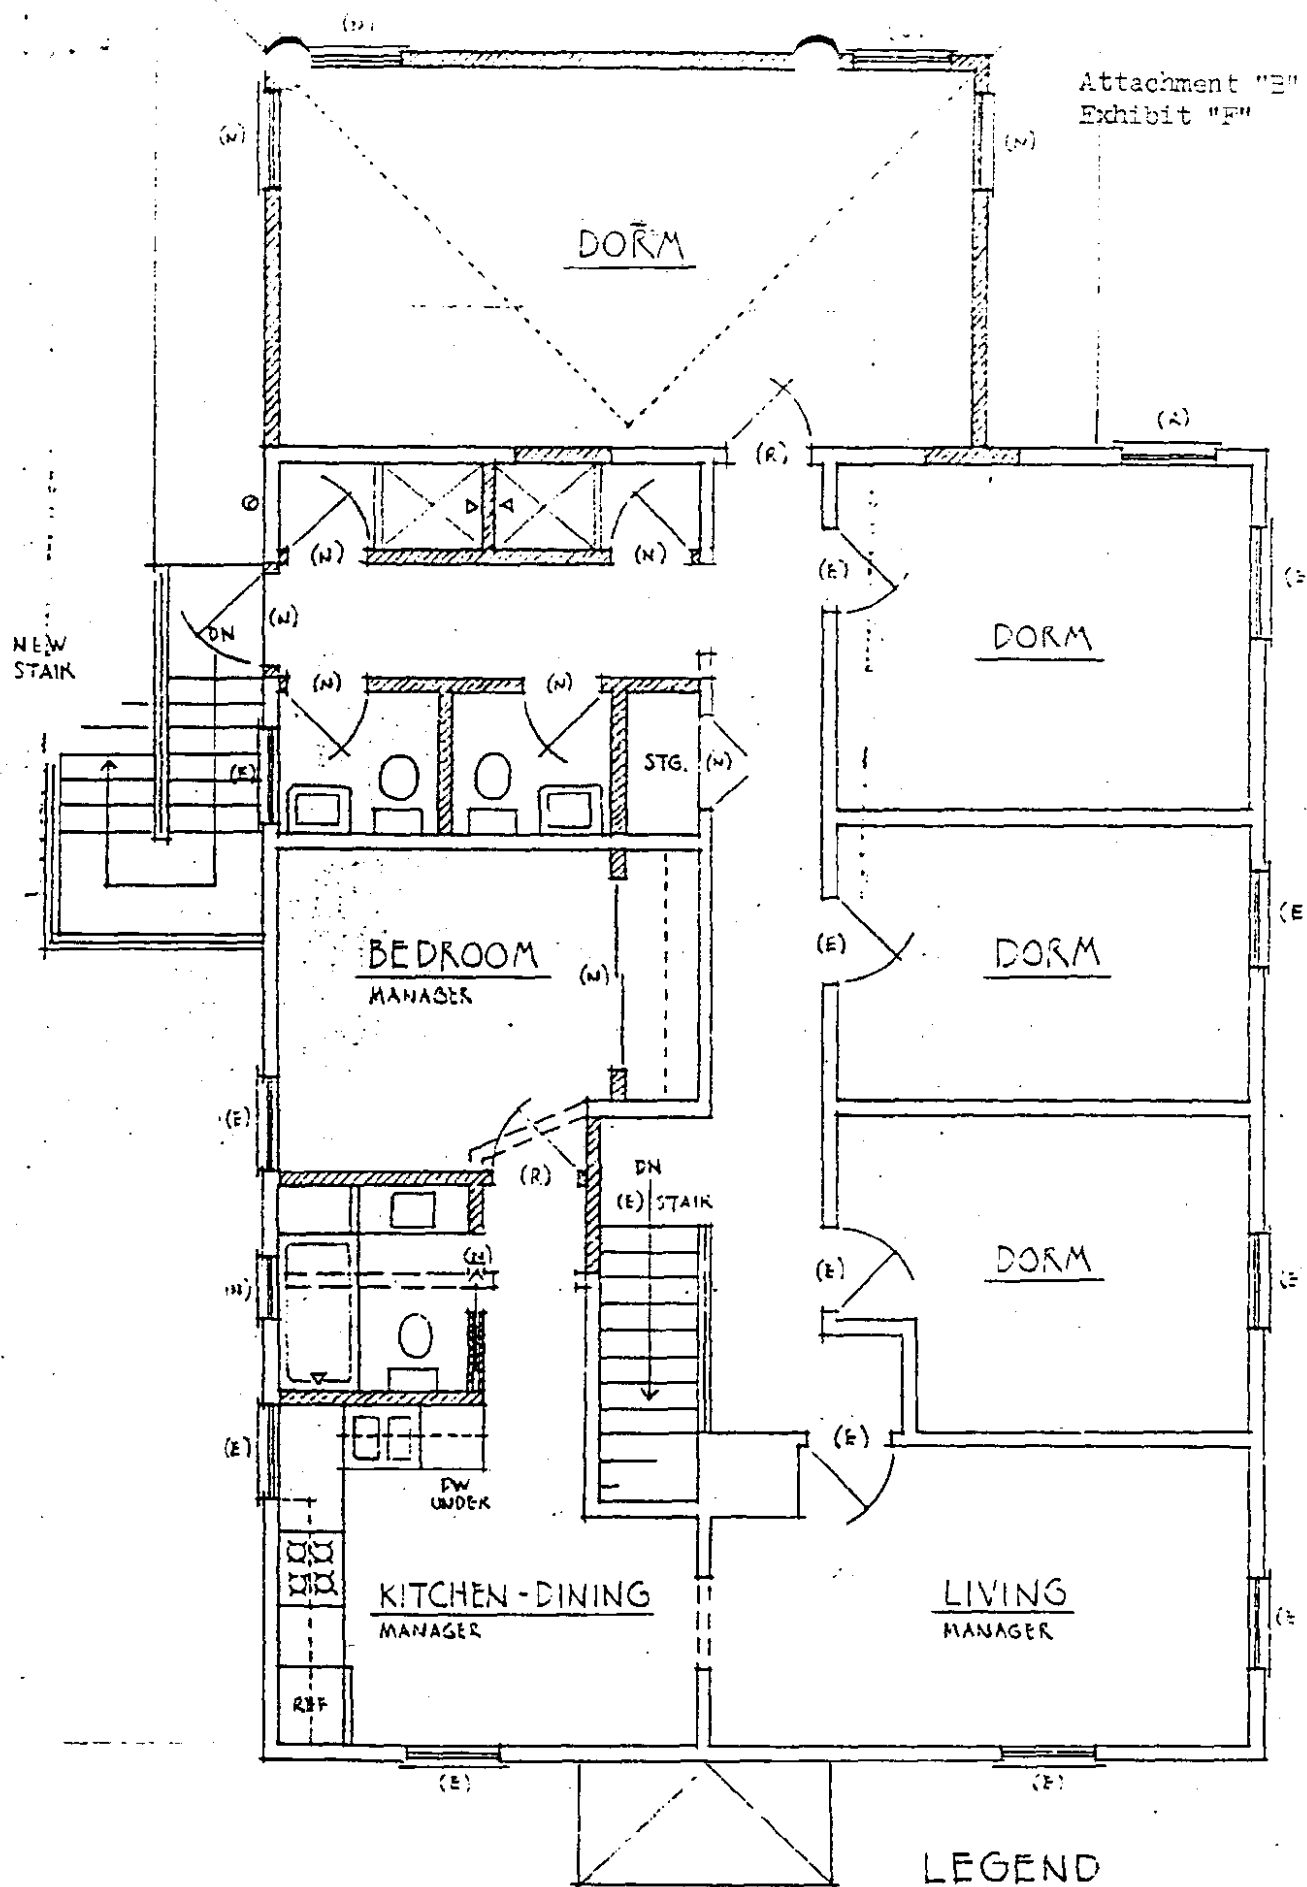 (N)
Attachment "B"
Exhibit "F"
(N)
(N)
DORM
(R)
(R)
(N)
(N)
(E)
(N)
DN
NEW
STAIR
DORM
(N)
(N)
STG.
(N)
(E)
BEDROOM
MANAGER
(N)
(E)
DORM
(E)
(E)
(R)
DN
(E) STAIR
(N)
(E)
DORM
(N)
(E)
(E)
DW
UNDER
KITCHEN-DINING
MANAGER
LIVING
MANAGER
REF
(E)
(E)
LEGEND